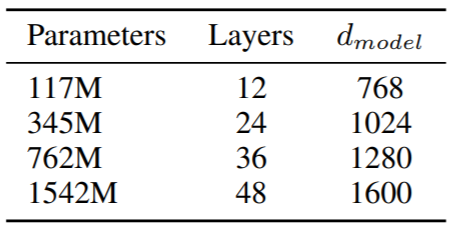 Parameters Layers d_model
117M 12 768
345M 24 1024
762M 36 1280
1542M 48 1600